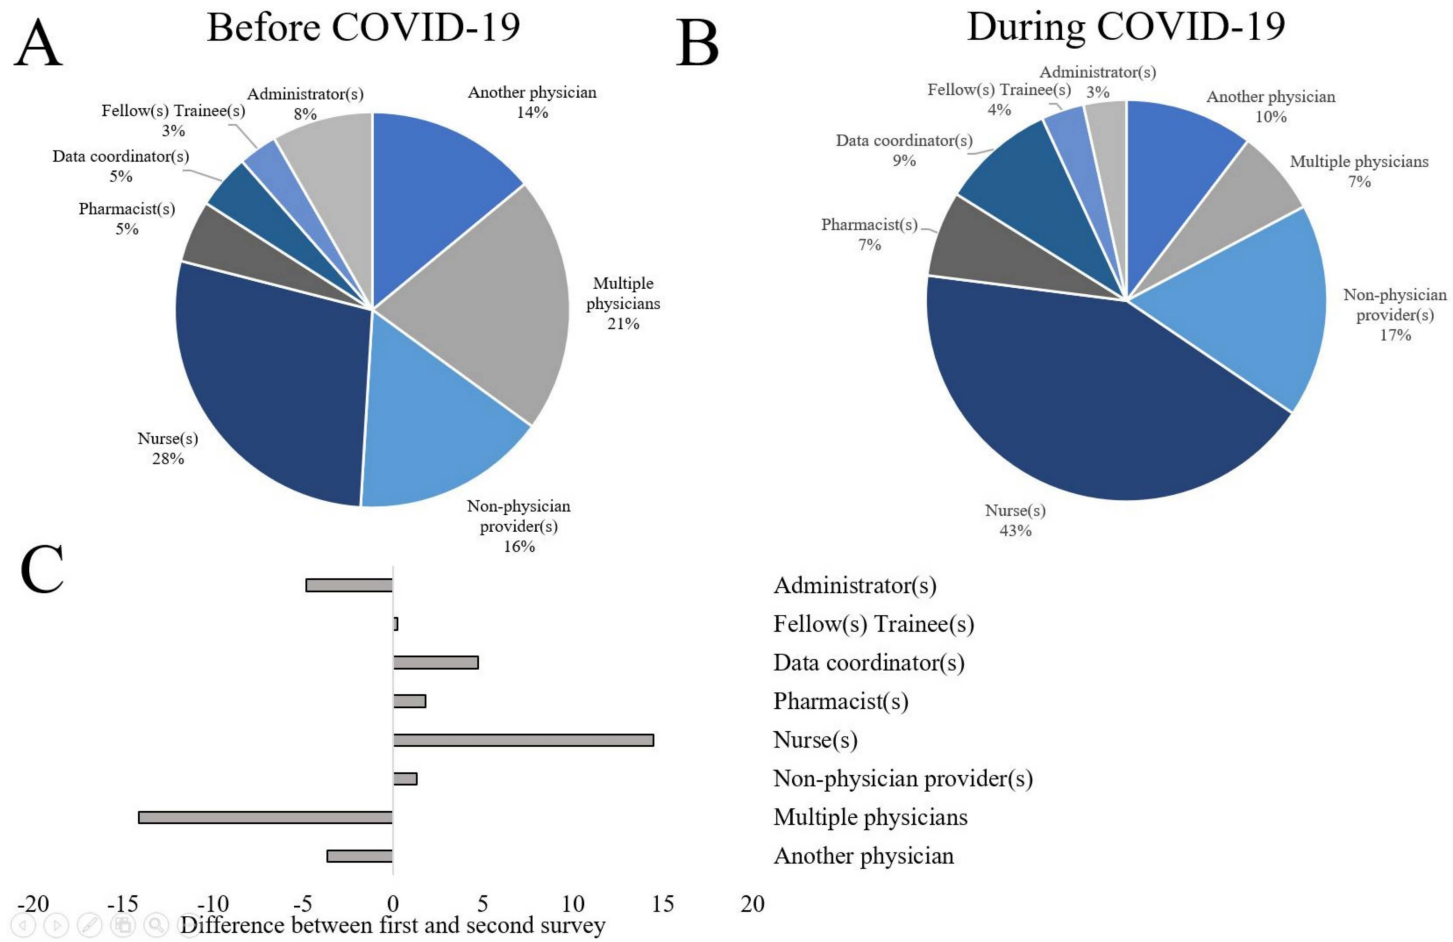 A
Before COVID-19
Another physician
14%
Multiple
physicians
21%
Non-physician
provider(s)
16%
Nurse(s)
28%
Pharmacist(s)
5%
Data coordinator(s)
5%
Fellow(s) Trainee(s)
3%
Administrator(s)
8%
B
During COVID-19
Another physician
10%
Multiple physicians
7%
Non-physician
provider(s)
17%
Nurse(s)
43%
Pharmacist(s)
7%
Data coordinator(s)
9%
Fellow(s) Trainee(s)
4%
Administrator(s)
3%
C
Administrator(s)
Fellow(s) Trainee(s)
Data coordinator(s)
Pharmacist(s)
Nurse(s)
Non-physician provider(s)
Multiple physicians
Another physician
-20 -15 -10 -5 0 5 10 15 20
Difference between first and second survey